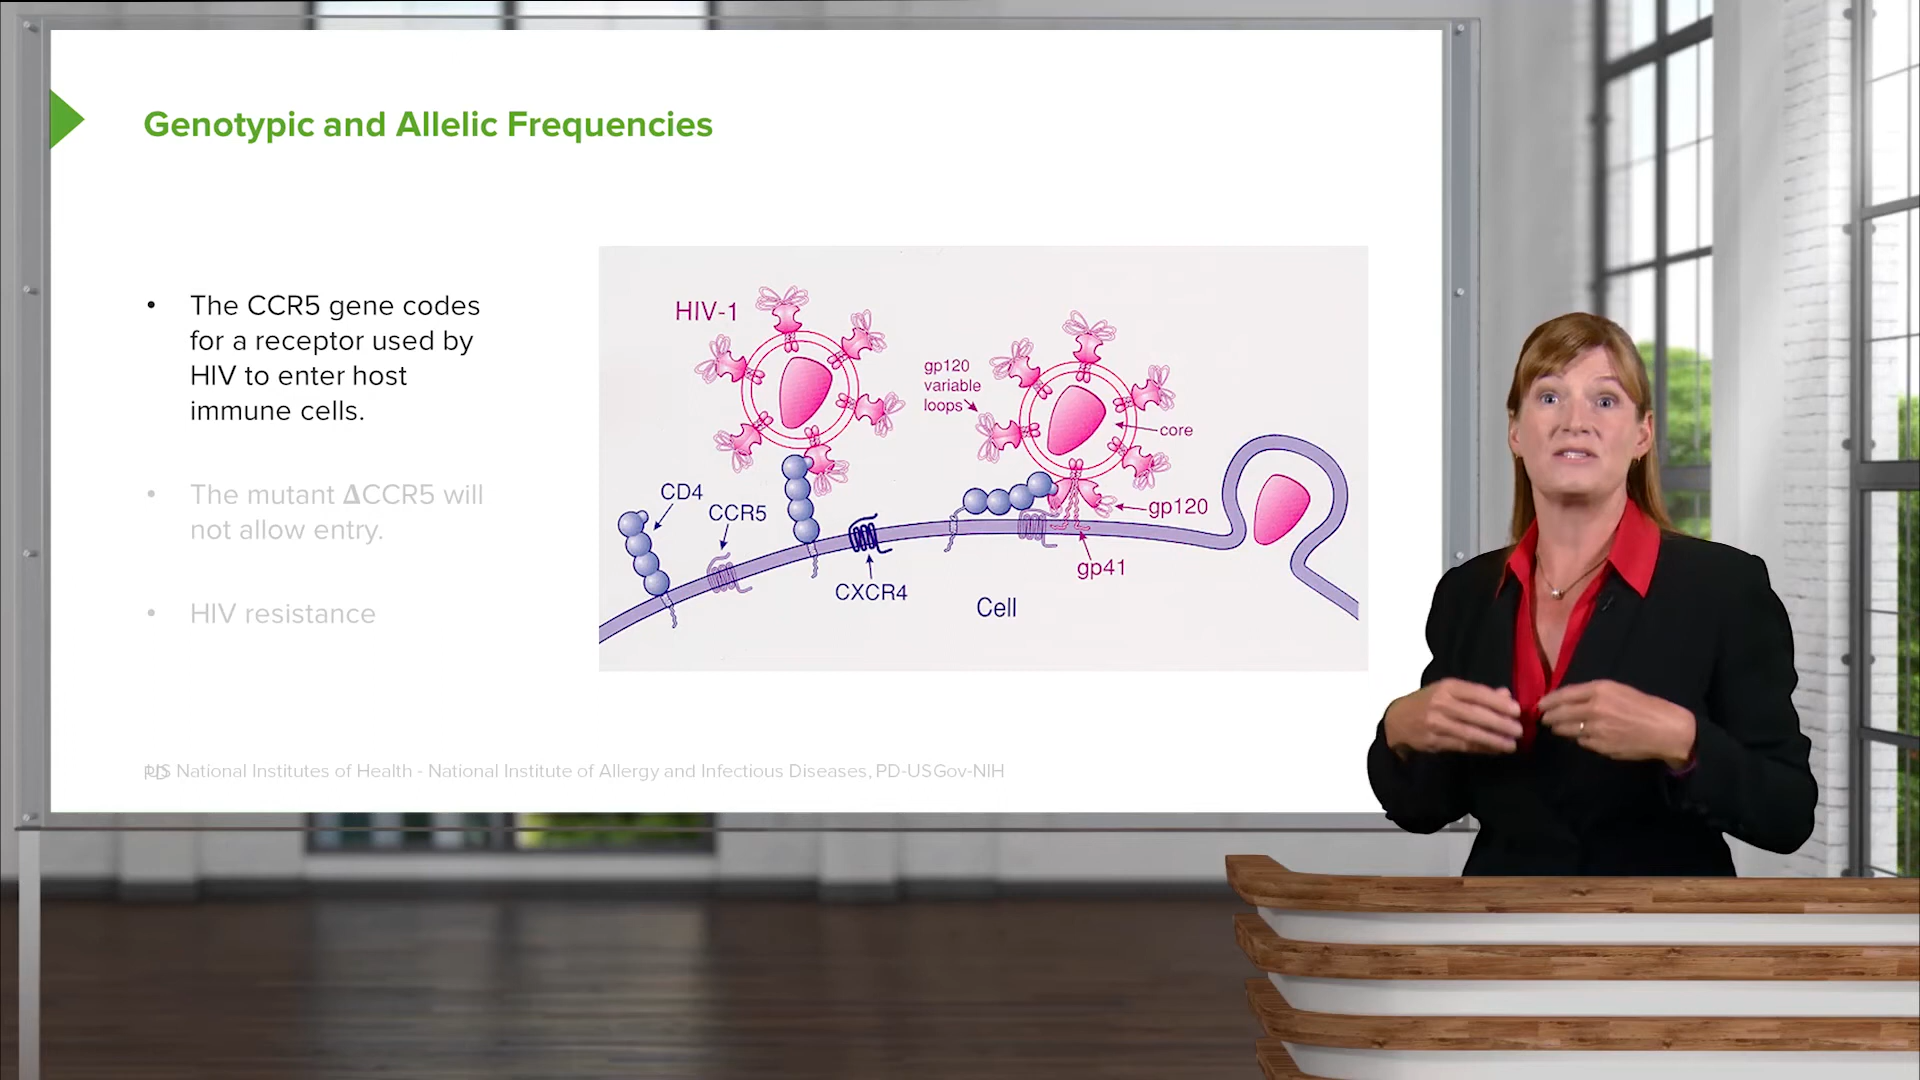 Genotypic and Allelic Frequencies
• The CCR5 gene codes
for a receptor used by
HIV to enter host
immune cells.
• The mutant ΔCCR5 will
not allow entry.
• HIV resistance
HIV-1
gp120
variable
loops
core
CD4
CCR5
gp120
CXCR4
gp41
Cell
US National Institutes of Health - National Institute of Allergy and Infectious Diseases, PD-USGov-NIH